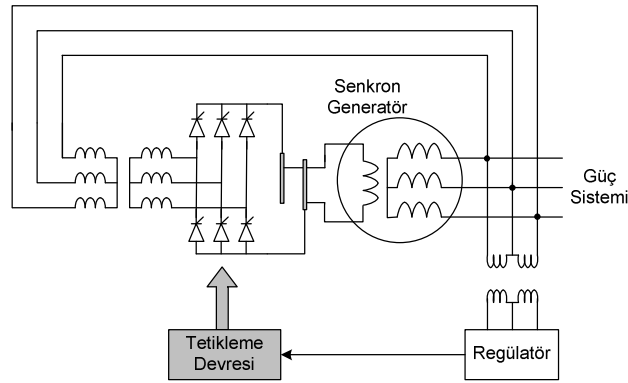 Senkron
Generatör
Güç
Sistemi
Tetikleme
Devresi
Regülatör